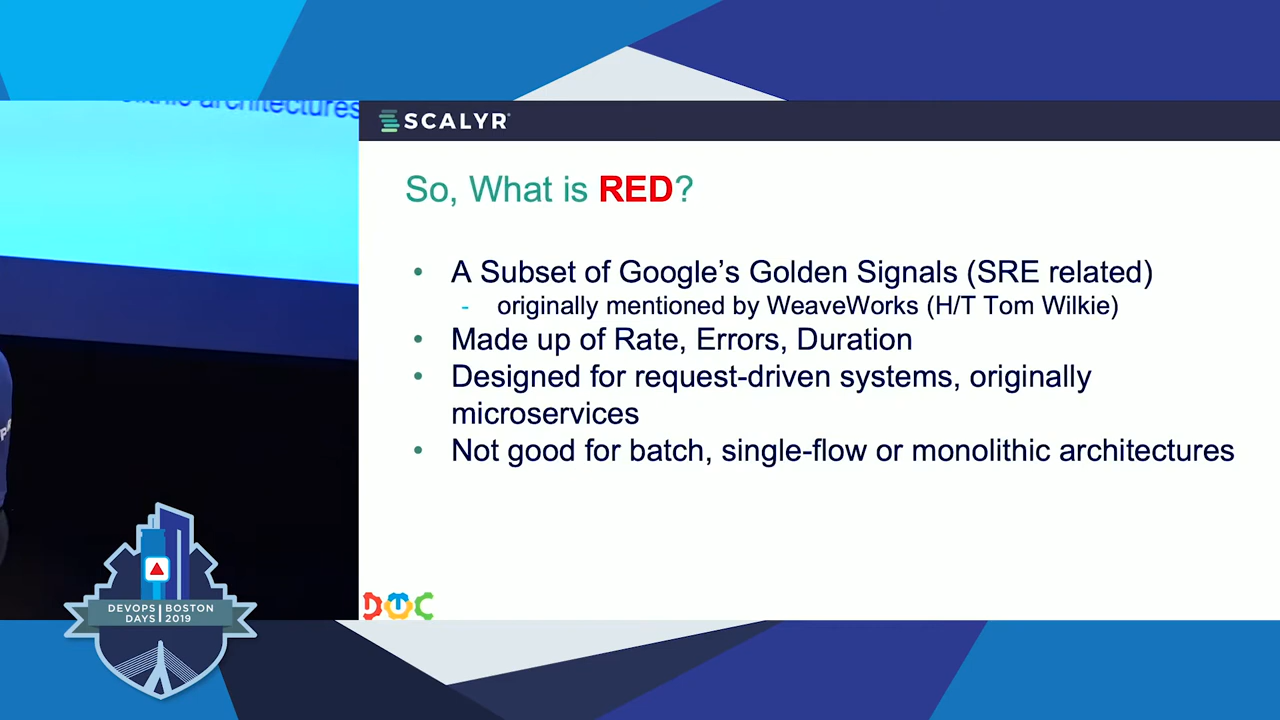 architectures
SCALYR
So, What is RED?
• A Subset of Google's Golden Signals (SRE related)
- originally mentioned by WeaveWorks (H/T Tom Wilkie)
• Made up of Rate, Errors, Duration
• Designed for request-driven systems, originally
microservices
• Not good for batch, single-flow or monolithic architectures
DEVOPS BOSTON
DAYS 2019